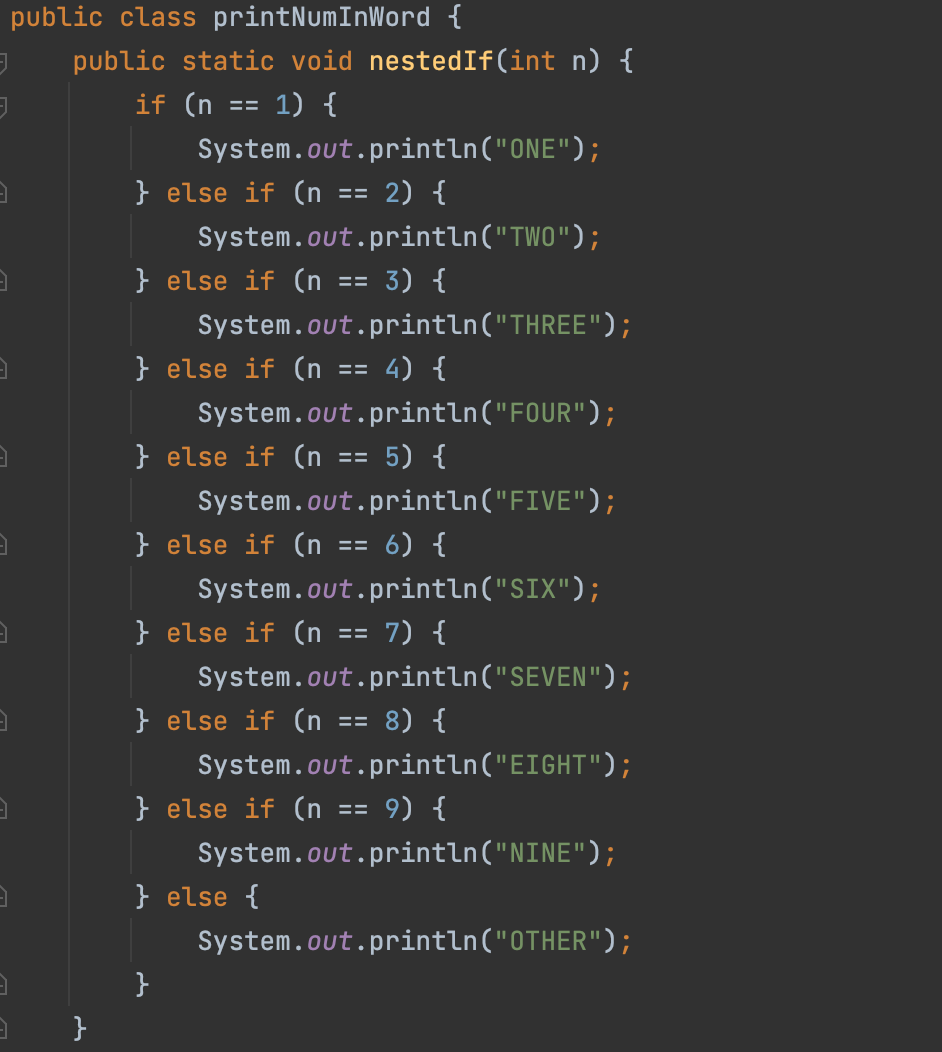 public class printNumInWord {
    public static void nestedIf(int n) {
        if (n == 1) {
            System.out.println("ONE");
        } else if (n == 2) {
            System.out.println("TWO");
        } else if (n == 3) {
            System.out.println("THREE");
        } else if (n == 4) {
            System.out.println("FOUR");
        } else if (n == 5) {
            System.out.println("FIVE");
        } else if (n == 6) {
            System.out.println("SIX");
        } else if (n == 7) {
            System.out.println("SEVEN");
        } else if (n == 8) {
            System.out.println("EIGHT");
        } else if (n == 9) {
            System.out.println("NINE");
        } else {
            System.out.println("OTHER");
        }
    }